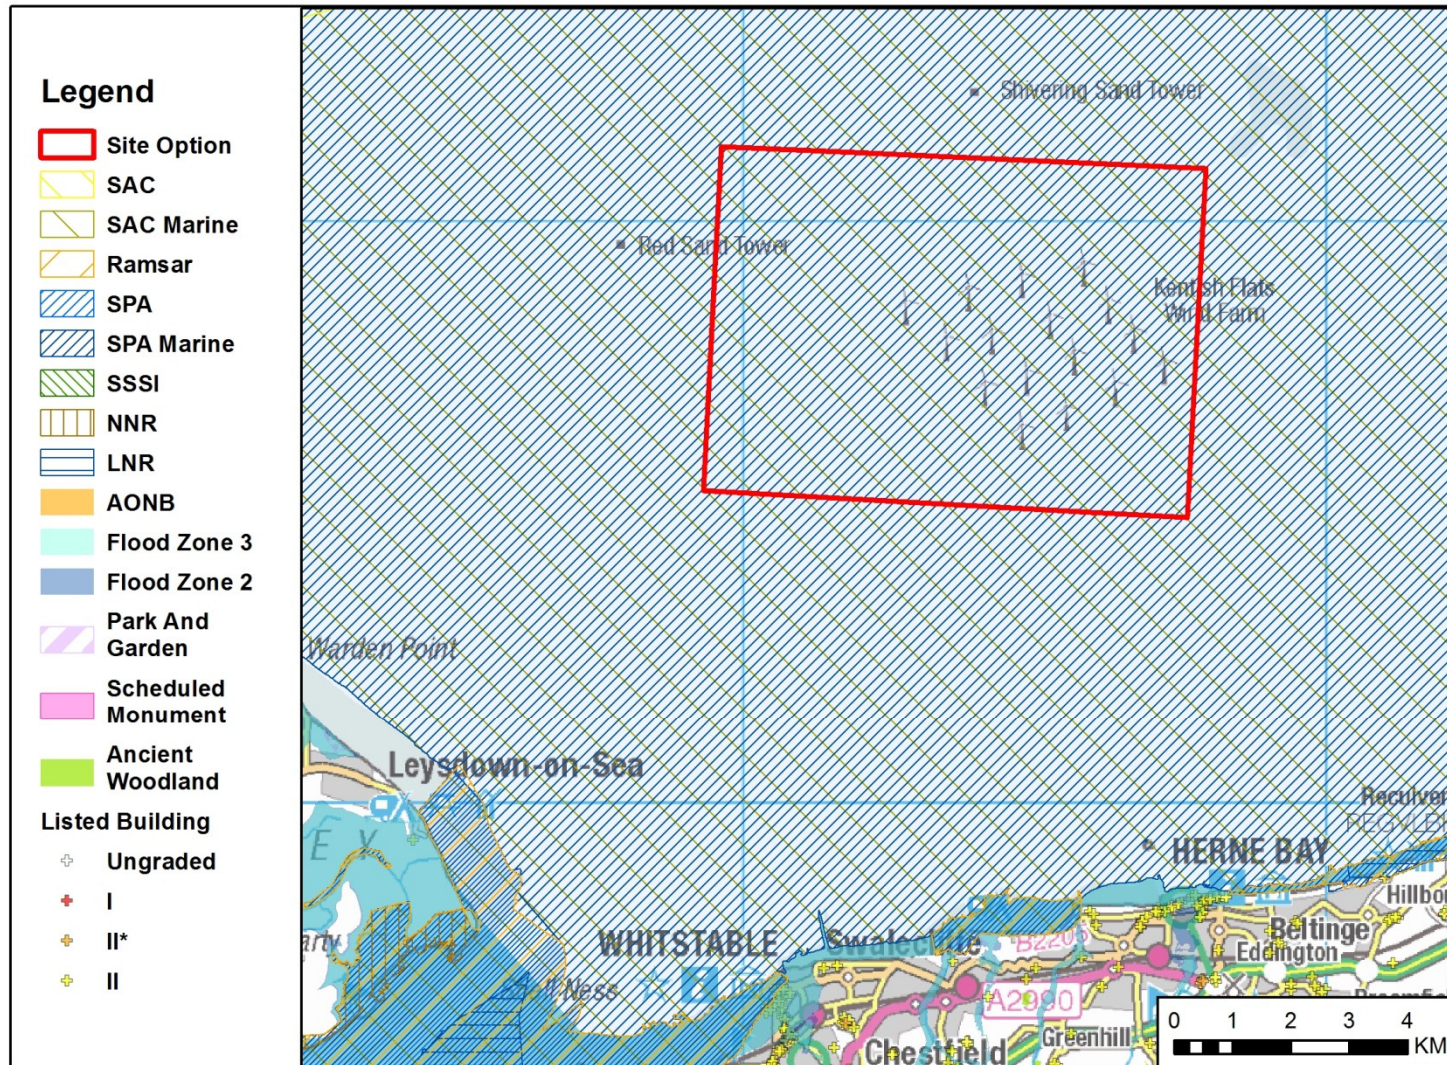 Legend
Site Option
SAC
SAC Marine
Ramsar
SPA
SPA Marine
SSSI
NNR
LNR
AONB
Flood Zone 3
Flood Zone 2
Park And
Garden
Scheduled
Monument
Ancient
Woodland
Listed Building
Ungraded
I
II*
II
Shivering Sand Tower
Red Sand Tower
Kentish Flats
Wind Farm
Warden Point
Leysdown-on-Sea
E Y
Reculver
HERNE BAY
Hillbor
WHITSTABLE
Swalecliffe
B2205
Beltinge
Eddington
A2990
Greenhill
Chestfield
0 1 2 3 4
KM